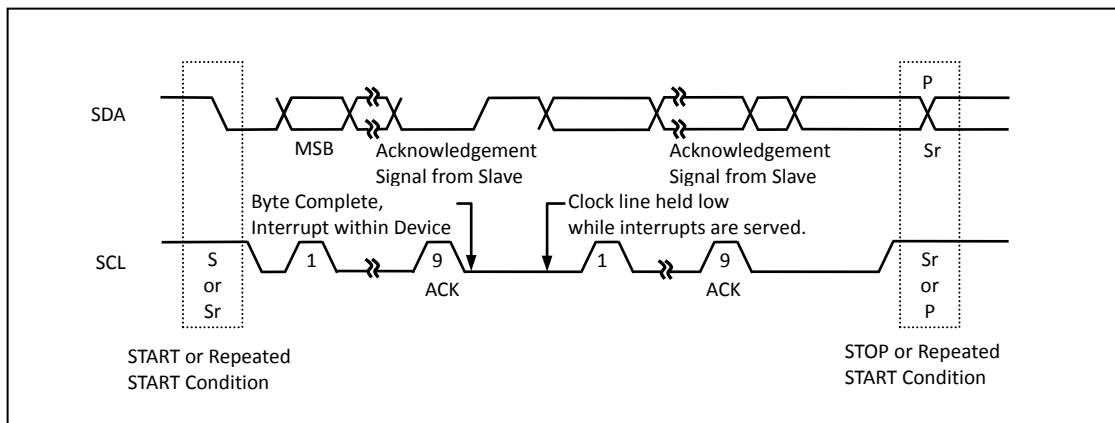 P
SDA
MSB
Acknowledgement
Signal from Slave
Acknowledgement
Signal from Slave
Sr
Byte Complete,
Interrupt within Device
Clock line held low
while interrupts are served.
SCL
S
or
Sr
1
9
ACK
1
9
ACK
Sr
or
P
START or Repeated
START Condition
STOP or Repeated
START Condition